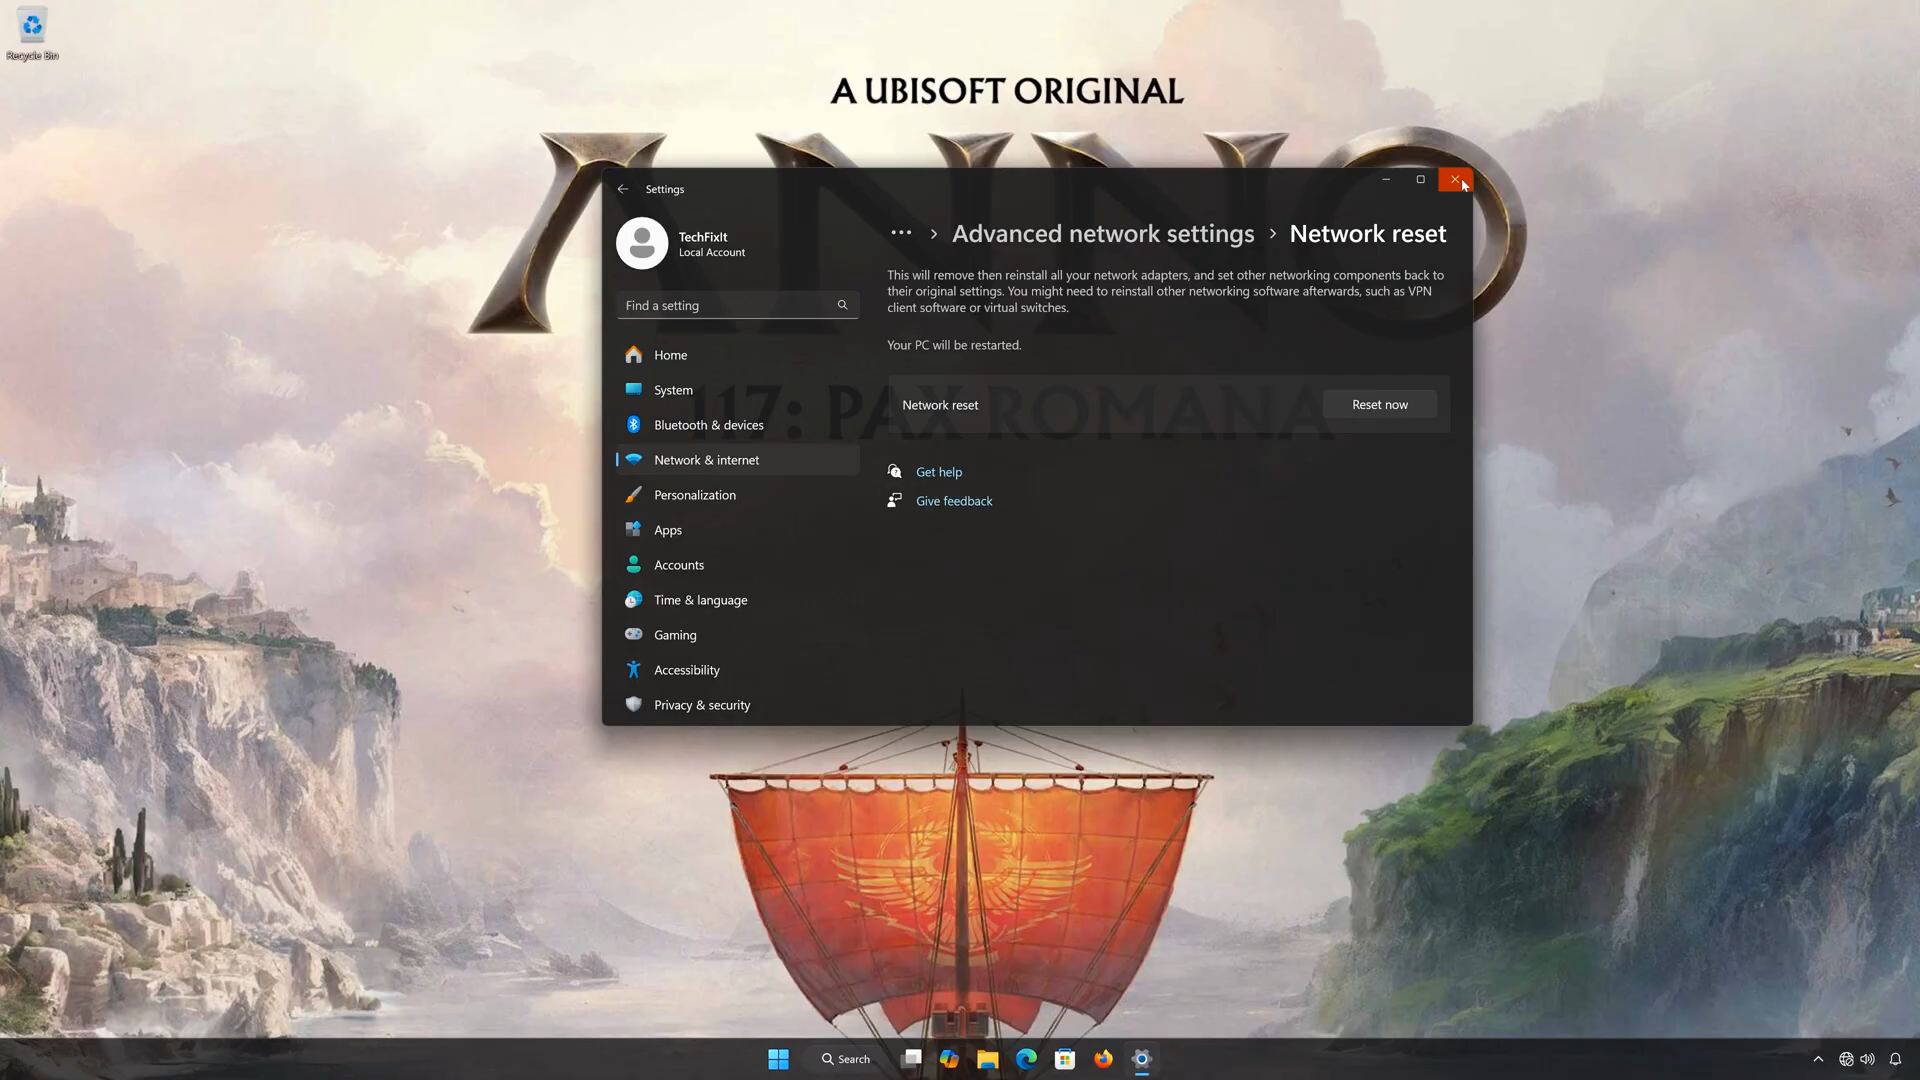 Recycle Bin
A UBISOFT ORIGINAL
ANNO
117: PAX ROMANA
Settings
TechFixIt
Local Account
Find a setting
Home
System
Bluetooth & devices
Network & internet
Personalization
Apps
Accounts
Time & language
Gaming
Accessibility
Privacy & security
… > Advanced network settings > Network reset
This will remove then reinstall all your network adapters, and set other networking components back to
their original settings. You might need to reinstall other networking software afterwards, such as VPN
client software or virtual switches.
Your PC will be restarted.
Network reset
Reset now
Get help
Give feedback
Search